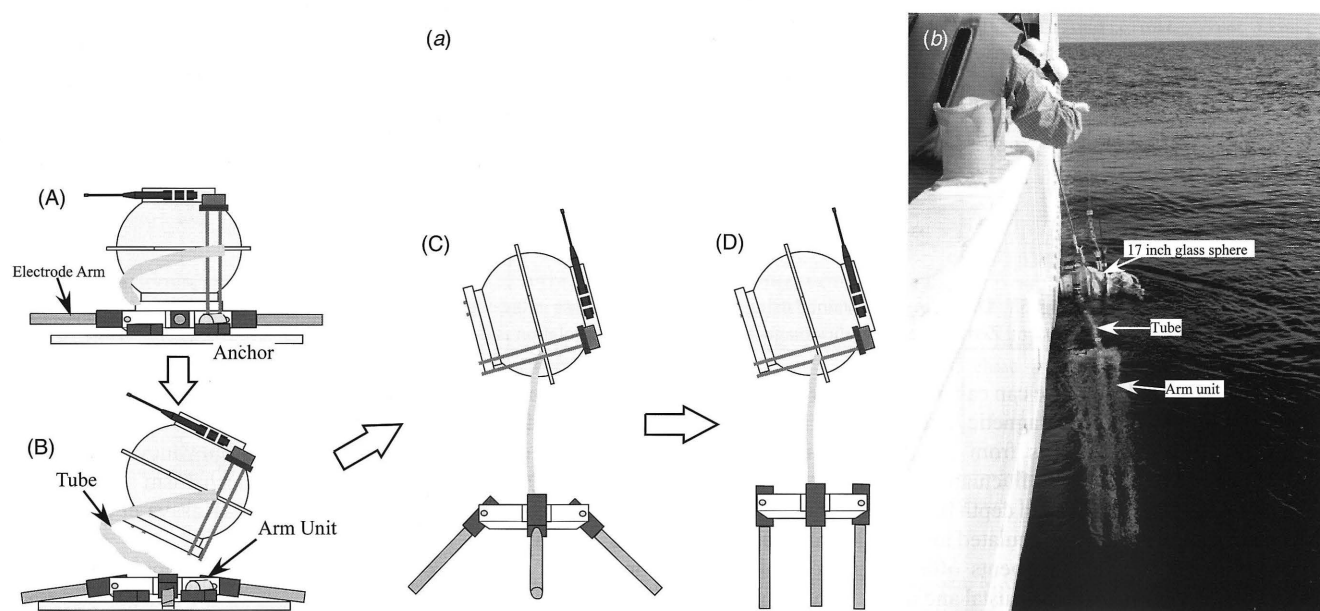 (a)
(b)
(A)
Electrode Arm
Anchor
(B)
Tube
Arm Unit
(C)
(D)
17 inch glass sphere
Tube
Arm unit